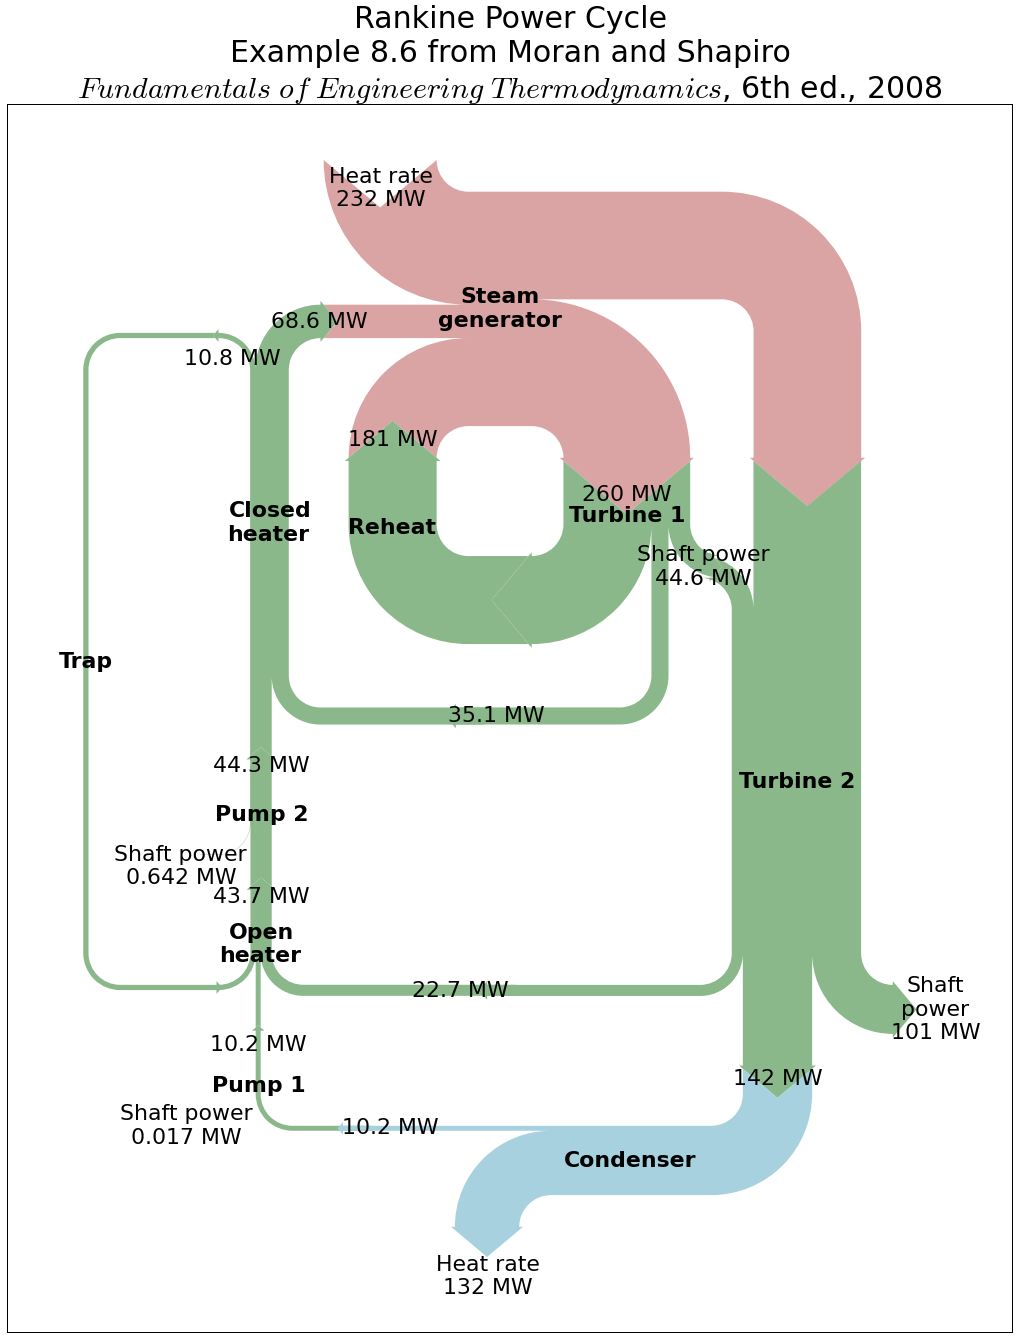 Rankine Power Cycle
Example 8.6 from Moran and Shapiro
Fundamentals of Engineering Thermodynamics, 6th ed., 2008
Heat rate
232 MW
Steam
generator
68.6 MW
10.8 MW
181 MW
260 MW
Closed
heater
Reheat
Turbine 1
Shaft power
44.6 MW
Trap
35.1 MW
44.3 MW
Turbine 2
Pump 2
Shaft power
0.642 MW
43.7 MW
Open
heater
22.7 MW
Shaft
power
101 MW
10.2 MW
142 MW
Pump 1
Shaft power
0.017 MW
10.2 MW
Condenser
Heat rate
132 MW